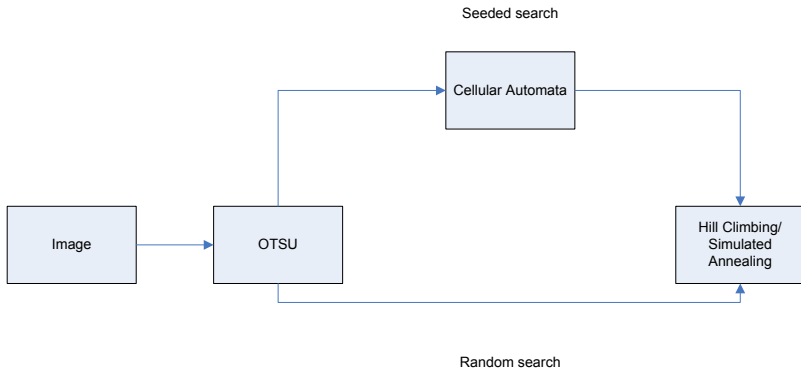 Seeded search
Cellular Automata
Image
OTSU
Hill Climbing/
Simulated
Annealing
Random search